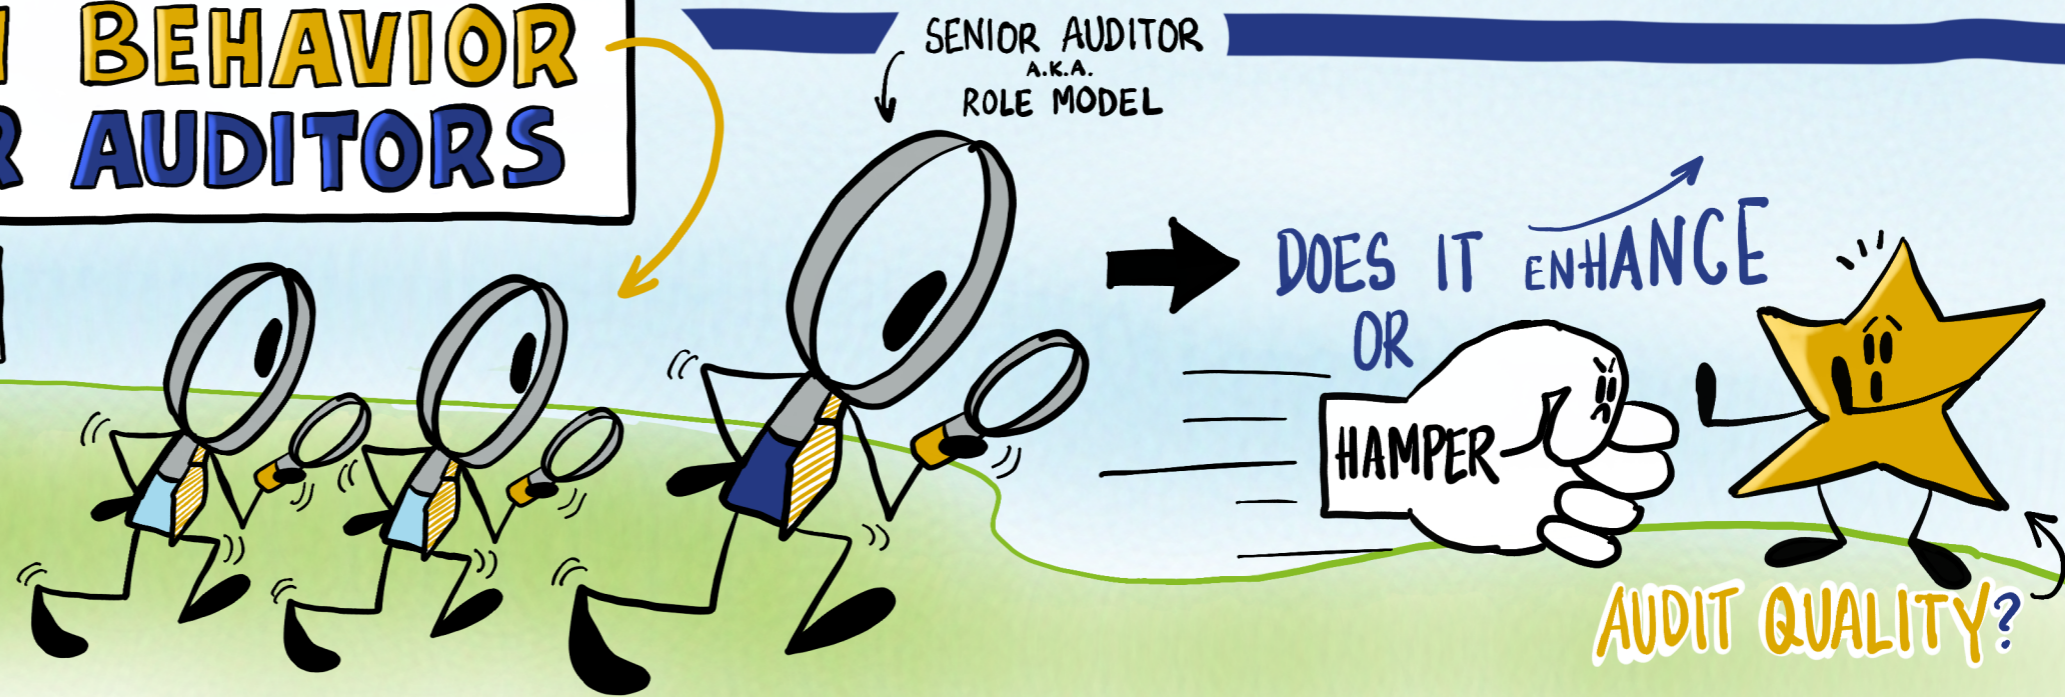 BEHAVIOR
AUDITORS
SENIOR AUDITOR
A.K.A.
ROLE MODEL
DOES IT ENHANCE
OR
HAMPER
AUDIT QUALITY?